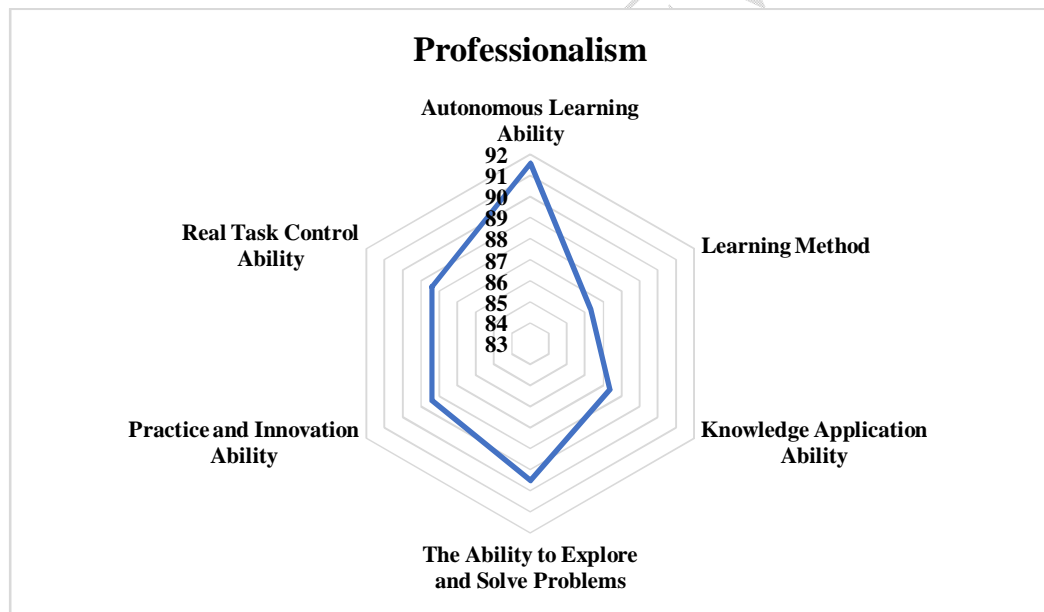 Professionalism
Autonomous Learning
Ability
92
91
90
89
88
87
86
85
84
83
Real Task Control
Ability
Learning Method
Practice and Innovation
Ability
Knowledge Application
Ability
The Ability to Explore
and Solve Problems